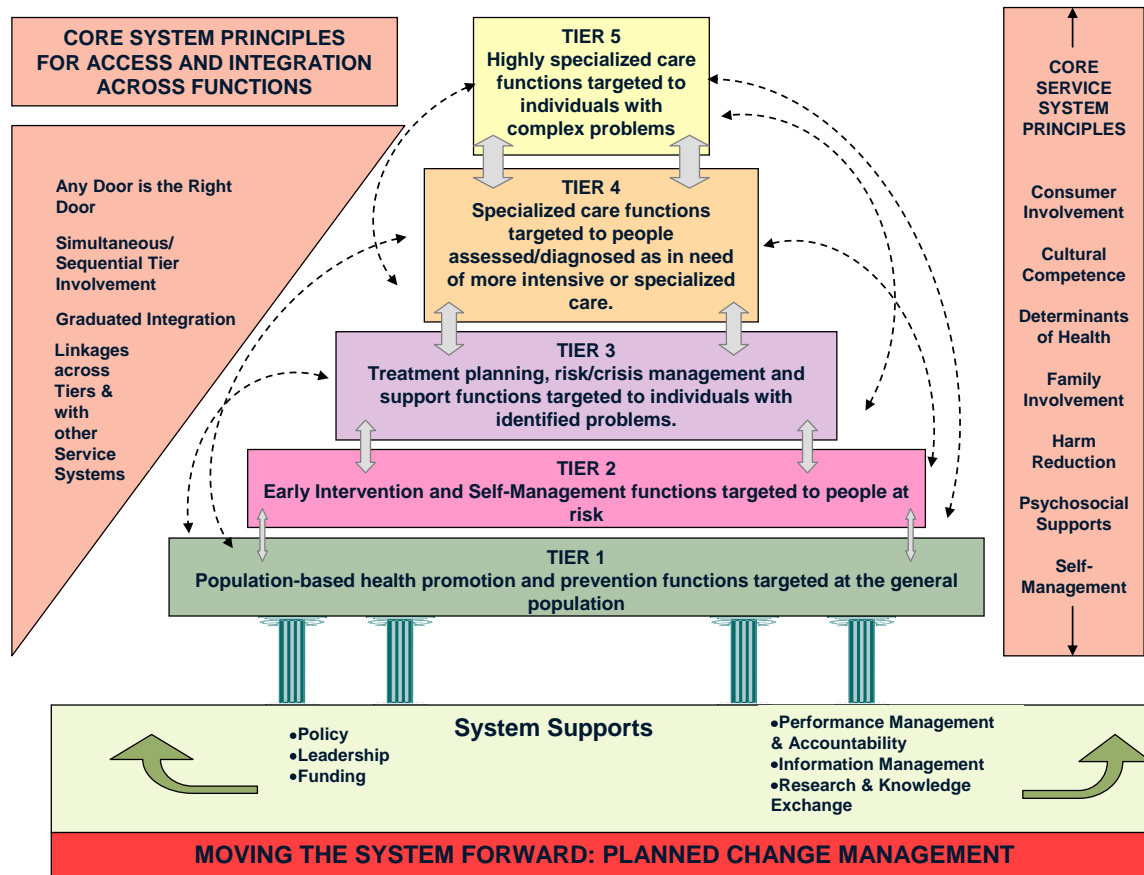 CORE SYSTEM PRINCIPLES
FOR ACCESS AND INTEGRATION
ACROSS FUNCTIONS
Any Door is the Right
Door
Simultaneous/
Sequential Tier
Involvement
Graduated Integration
Linkages
across
Tiers &
with
other
Service
Systems
TIER 5
Highly specialized care
functions targeted to
individuals with
complex problems
TIER 4
Specialized care functions
targeted to people
assessed/diagnosed as in need
of more intensive or specialized
care.
TIER 3
Treatment planning, risk/crisis management and
support functions targeted to individuals with
identified problems.
TIER 2
Early Intervention and Self-Management functions targeted to people at
risk
TIER 1
Population-based health promotion and prevention functions targeted at the general
population
CORE
SERVICE
SYSTEM
PRINCIPLES
Consumer
Involvement
Cultural
Competence
Determinants
of Health
Family
Involvement
Harm
Reduction
Psychosocial
Supports
Self-
Management
System Supports
•Policy
•Leadership
•Funding
•Performance Management
& Accountability
•Information Management
•Research & Knowledge
Exchange
MOVING THE SYSTEM FORWARD: PLANNED CHANGE MANAGEMENT